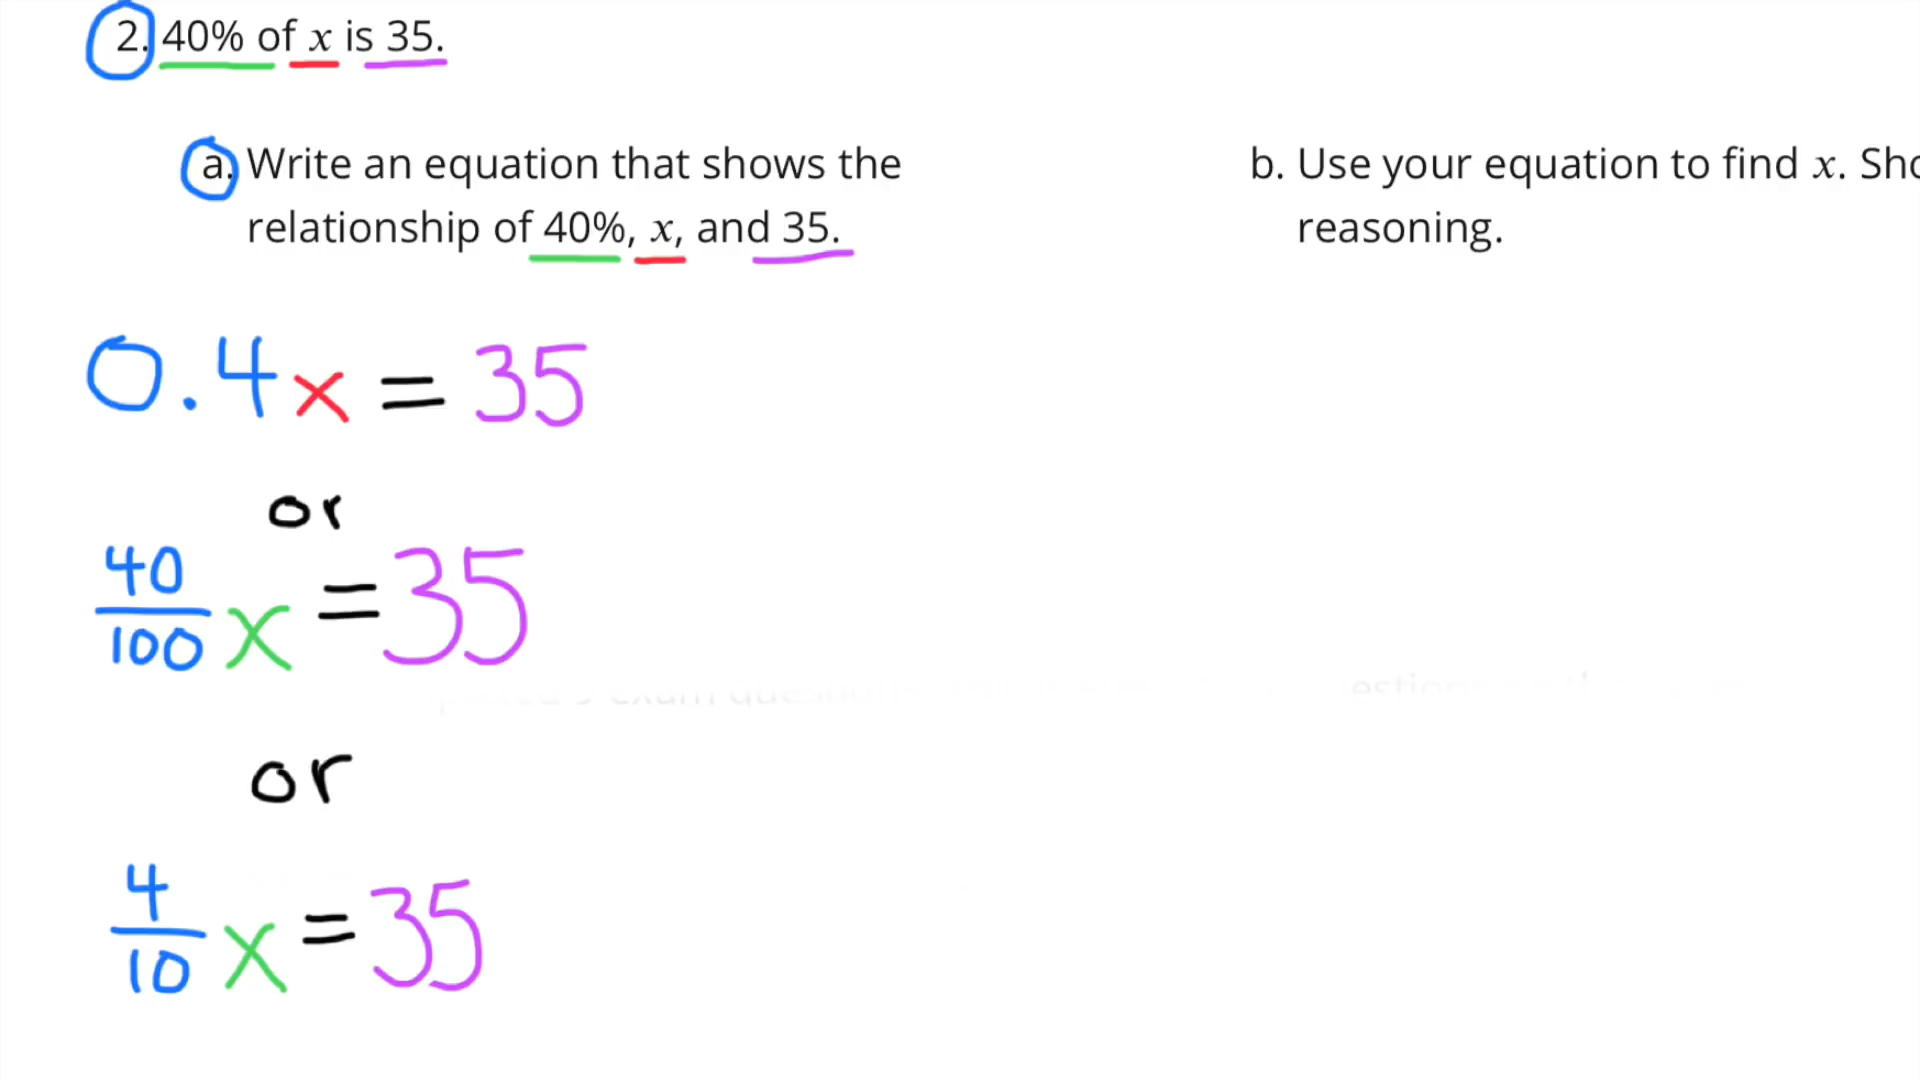 2. 40% of x is 35.
a. Write an equation that shows the
relationship of 40%, x, and 35.
0.4x = 35
or
40/100 x = 35
or
4/10 x = 35
b. Use your equation to find x.
reasoning.